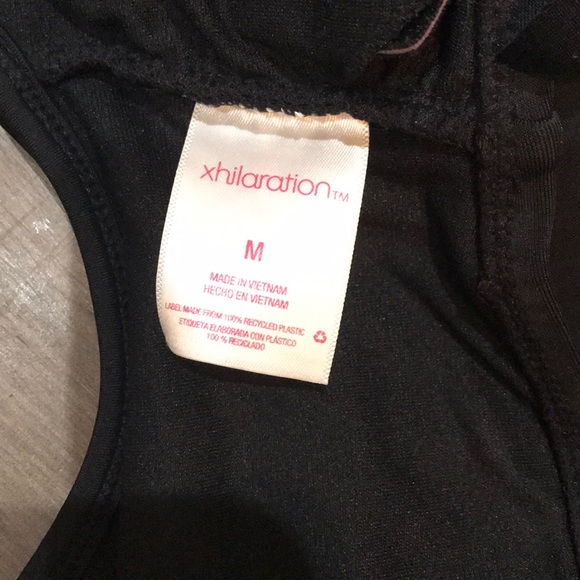 xhilaration™
M
MADE IN VIETNAM
HECHO EN VIETNAM
LABEL MADE FROM 100% RECYCLED PLASTIC
ETIQUETA ELABORADA CON PLÁSTICO
100% RECICLADO